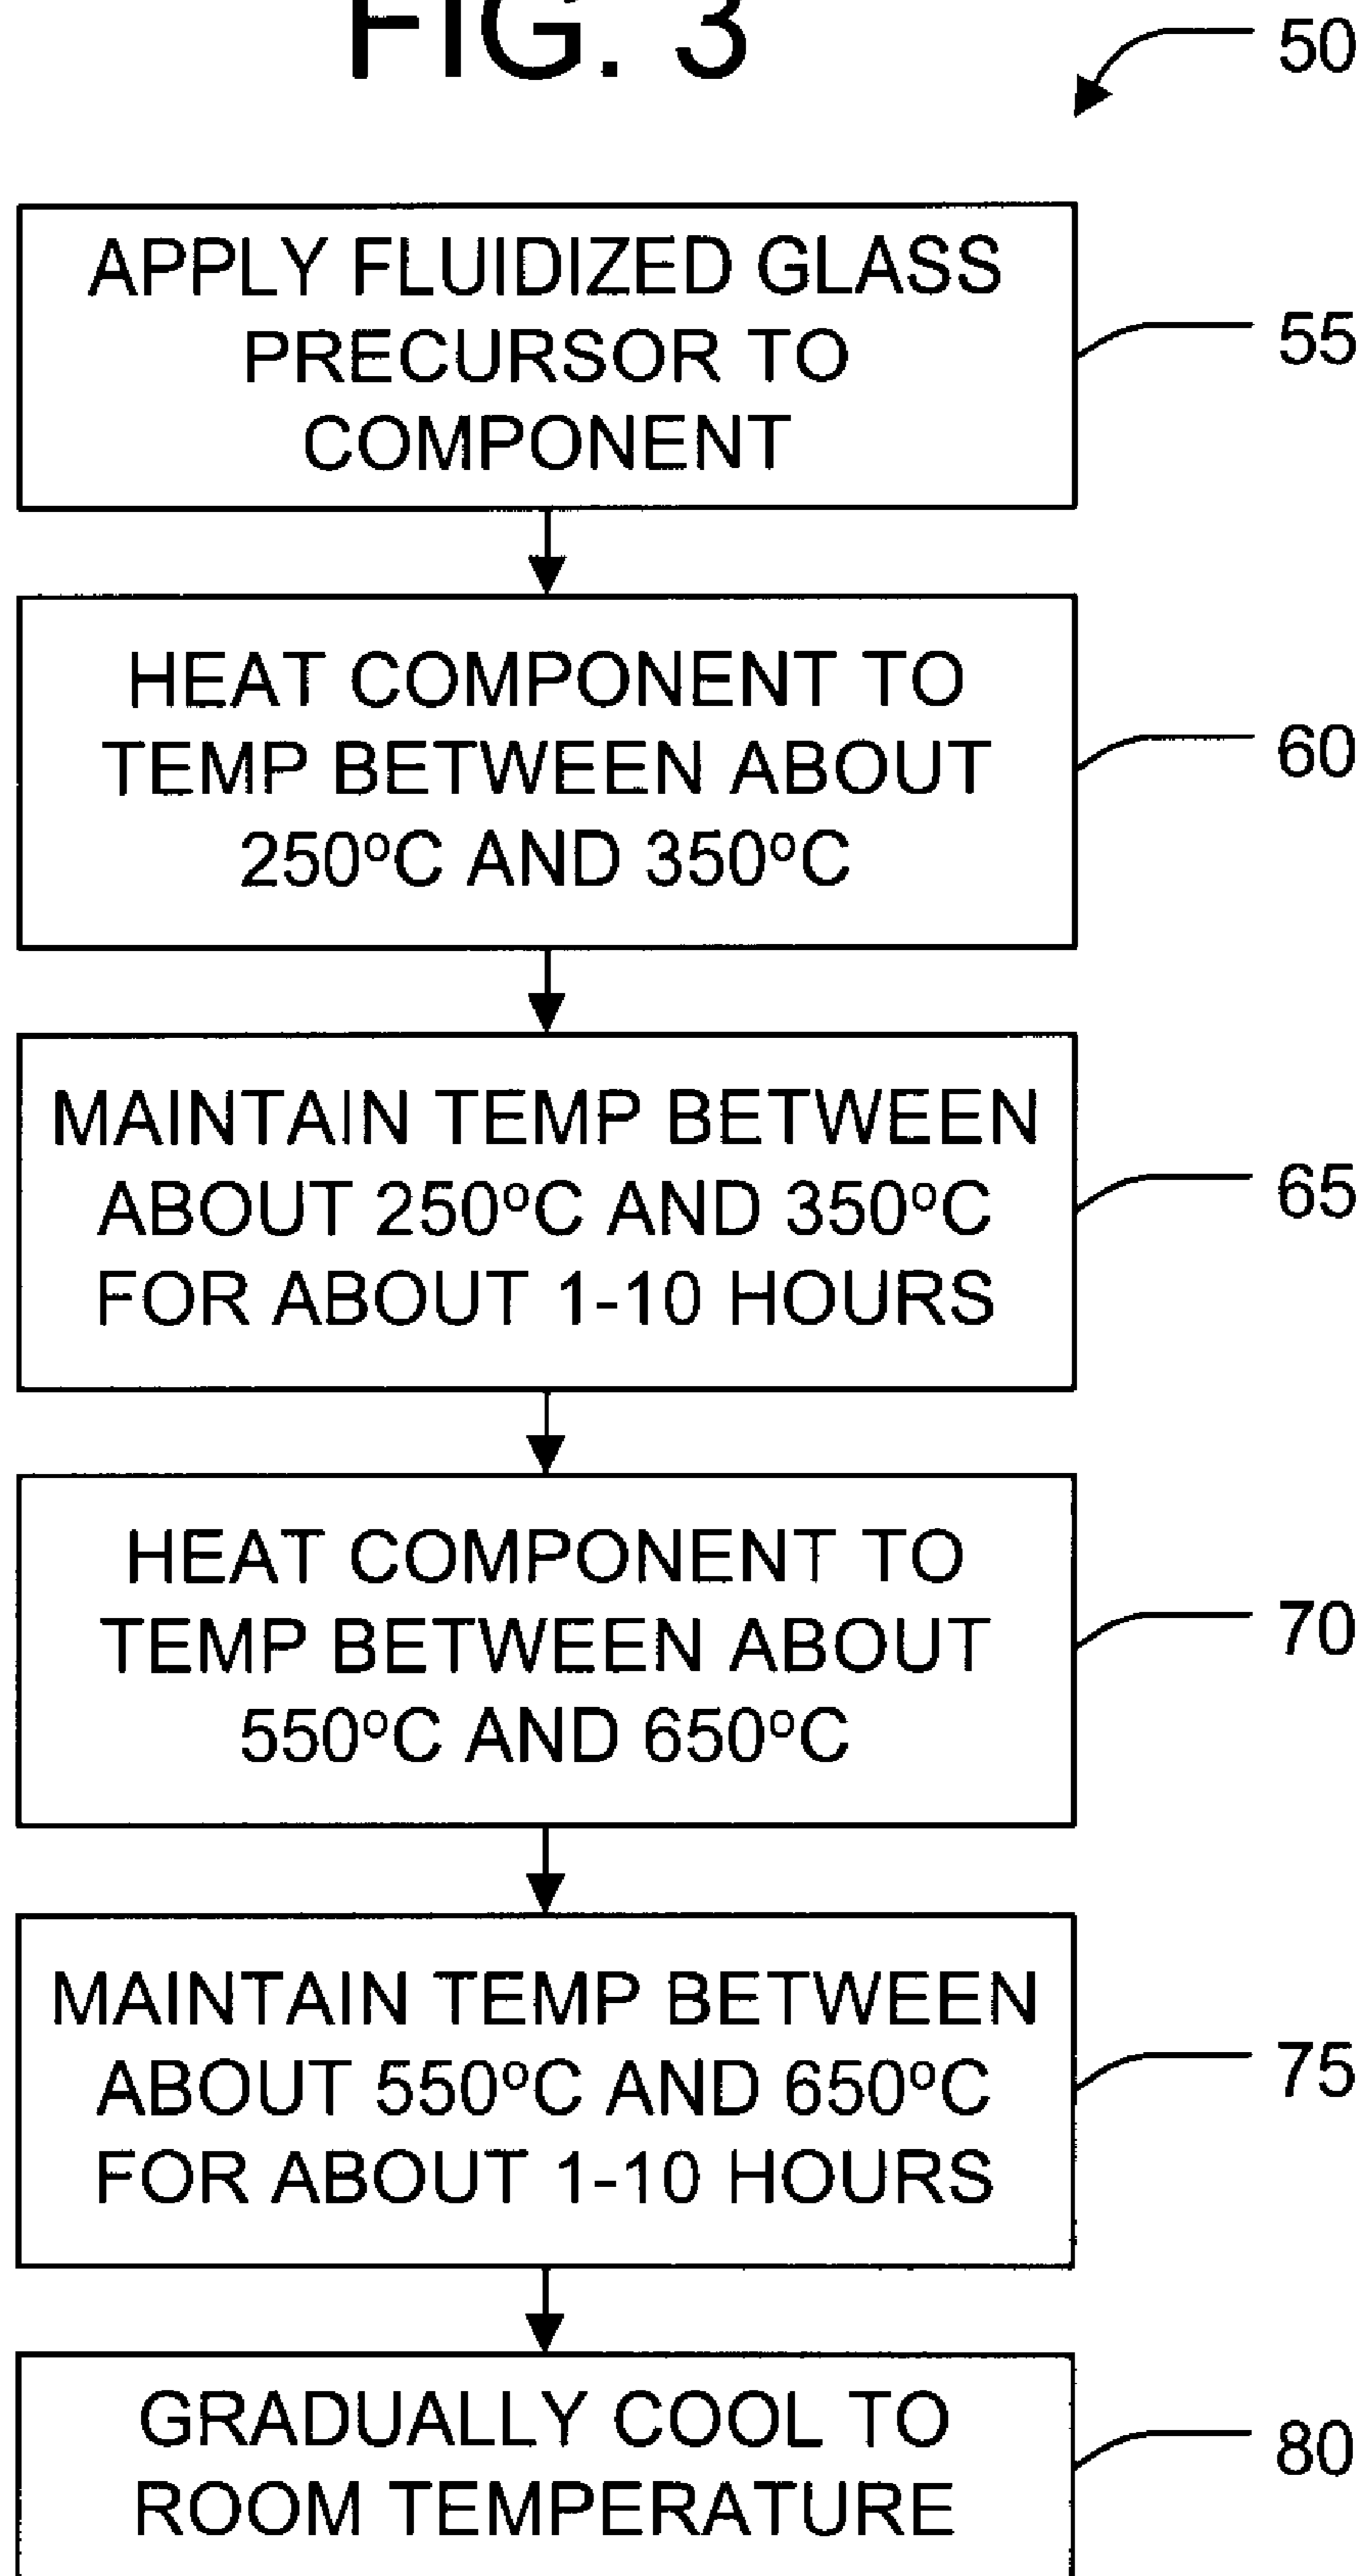 FIG. 3
50
APPLY FLUIDIZED GLASS
PRECURSOR TO
COMPONENT
55
HEAT COMPONENT TO
TEMP BETWEEN ABOUT
250ºC AND 350ºC
60
MAINTAIN TEMP BETWEEN
ABOUT 250ºC AND 350ºC
FOR ABOUT 1-10 HOURS
65
HEAT COMPONENT TO
TEMP BETWEEN ABOUT
550ºC AND 650ºC
70
MAINTAIN TEMP BETWEEN
ABOUT 550ºC AND 650ºC
FOR ABOUT 1-10 HOURS
75
GRADUALLY COOL TO
ROOM TEMPERATURE
80